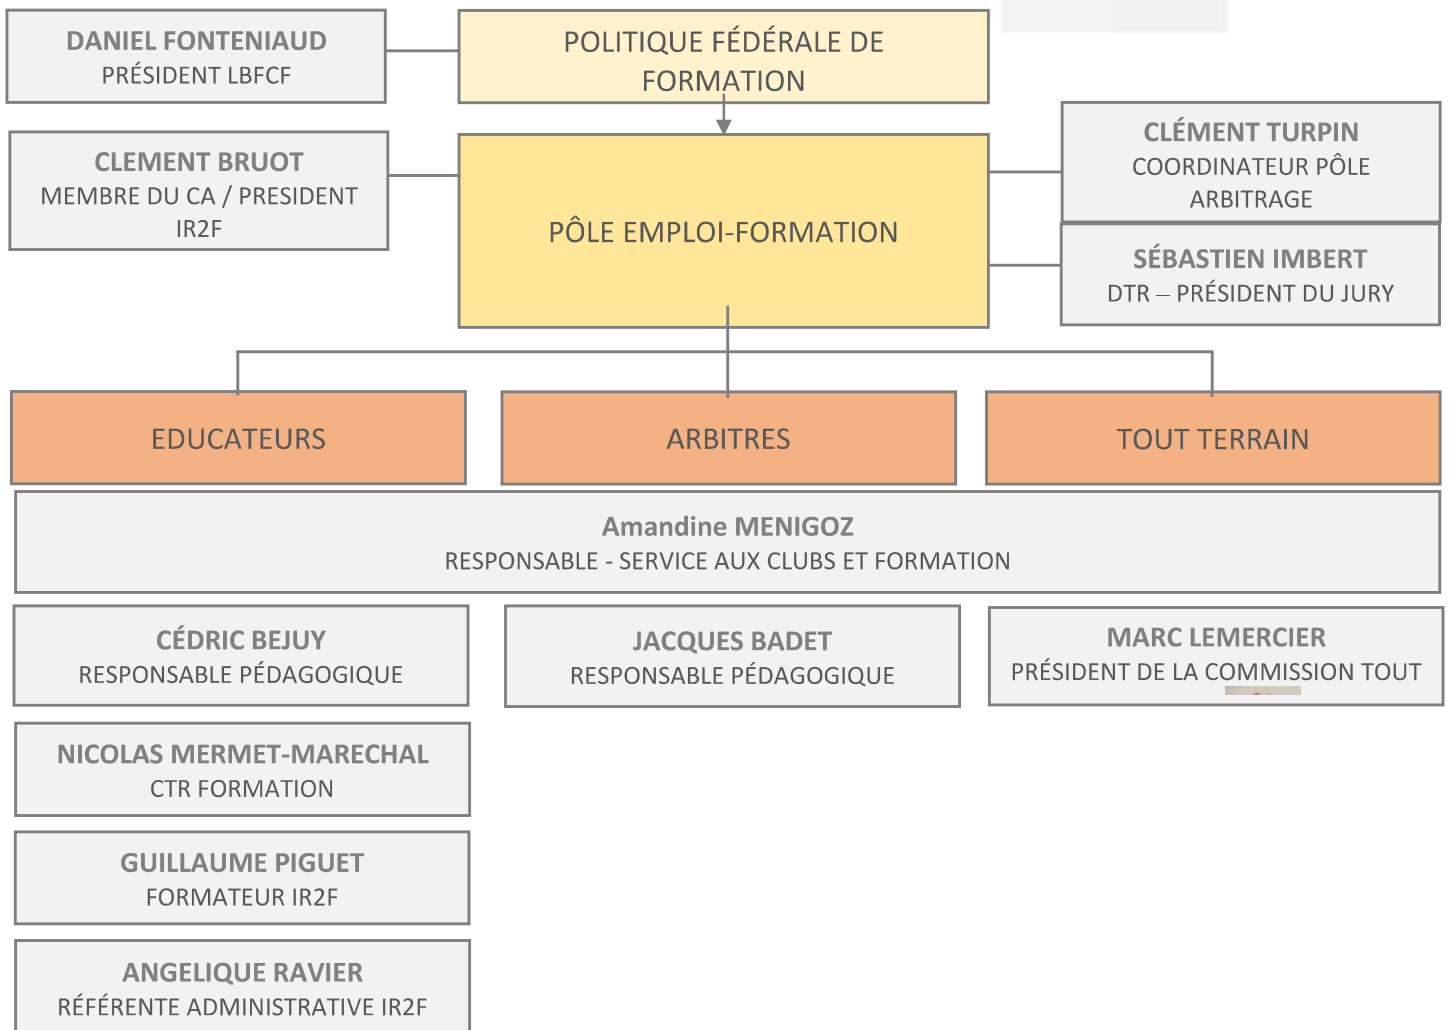 DANIEL FONTENIAUD
PRÉSIDENT LBFCF
POLITIQUE FÉDÉRALE DE
FORMATION
CLEMENT BRUOT
MEMBRE DU CA / PRESIDENT
IR2F
PÔLE EMPLOI-FORMATION
CLÉMENT TURPIN
COORDINATEUR PÔLE
ARBITRAGE
SÉBASTIEN IMBERT
DTR – PRÉSIDENT DU JURY
EDUCATEURS
ARBITRES
TOUT TERRAIN
Amandine MENIGOZ
RESPONSABLE - SERVICE AUX CLUBS ET FORMATION
CÉDRIC BEJUY
RESPONSABLE PÉDAGOGIQUE
JACQUES BADET
RESPONSABLE PÉDAGOGIQUE
MARC LEMERCIER
PRÉSIDENT DE LA COMMISSION TOUT
NICOLAS MERMET-MARECHAL
CTR FORMATION
GUILLAUME PIGUET
FORMATEUR IR2F
ANGELIQUE RAVIER
RÉFÉRENTE ADMINISTRATIVE IR2F